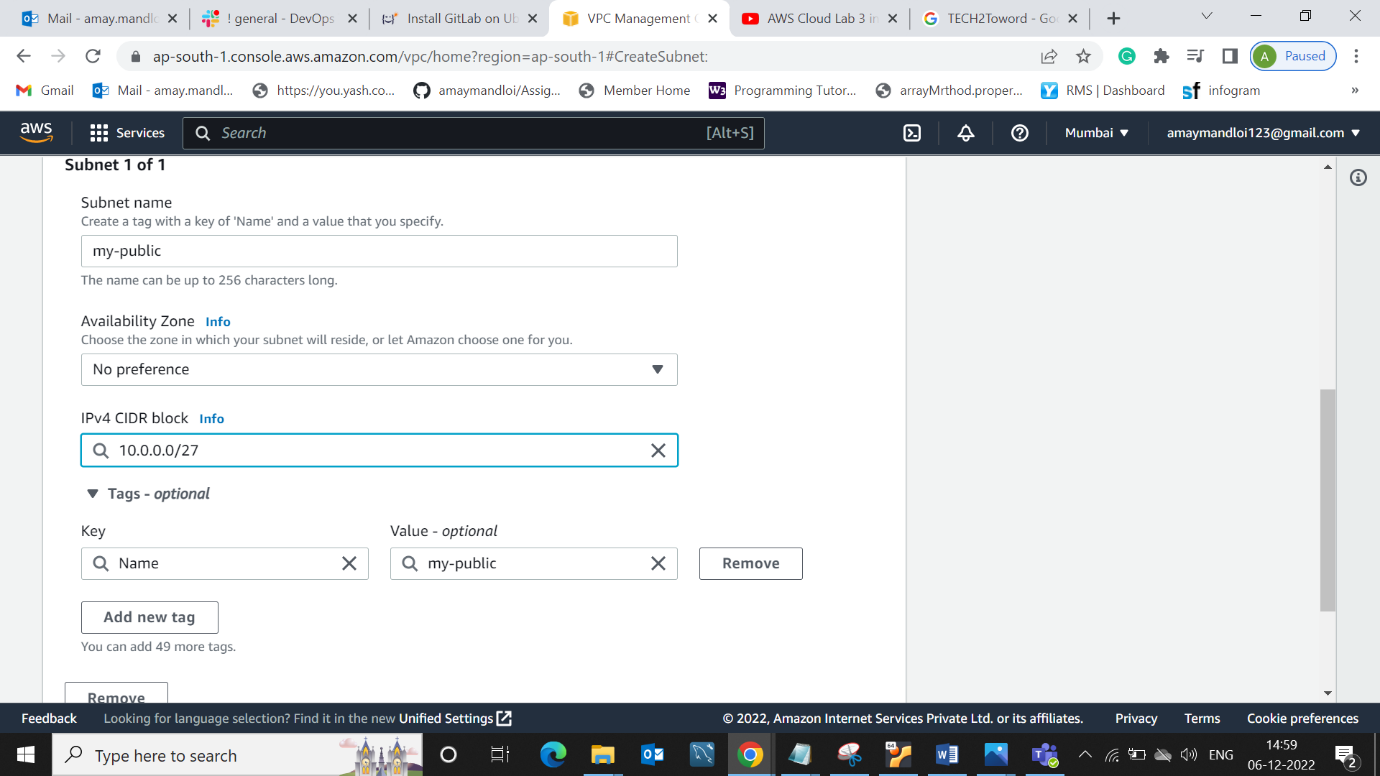 Mail - amay.mandlo
! general - DevOps
Install GitLab on Ub
VPC Management C
AWS Cloud Lab 3 in
TECH2Toword - Go
ap-south-1.console.aws.amazon.com/vpc/home?region=ap-south-1#CreateSubnet:
A Paused
Gmail
Mail - amay.mandl...
https://you.yash.co...
amaymandloi/Assig...
Member Home
Programming Tutor...
arrayMrthod.proper...
RMS | Dashboard
infogram
»
aws
Services
Search
[Alt+S]
Mumbai
amaymandloi123@gmail.com
Subnet 1 of 1
Subnet name
Create a tag with a key of 'Name' and a value that you specify.
my-public
The name can be up to 256 characters long.
Availability Zone Info
Choose the zone in which your subnet will reside, or let Amazon choose one for you.
No preference
IPv4 CIDR block Info
10.0.0.0/27
Tags - optional
Key
Value - optional
Name
my-public
Remove
Add new tag
You can add 49 more tags.
Remove
Feedback
Looking for language selection? Find it in the new Unified Settings
© 2022, Amazon Internet Services Private Ltd. or its affiliates.
Privacy
Terms
Cookie preferences
Type here to search
ENG
14:59
06-12-2022
2